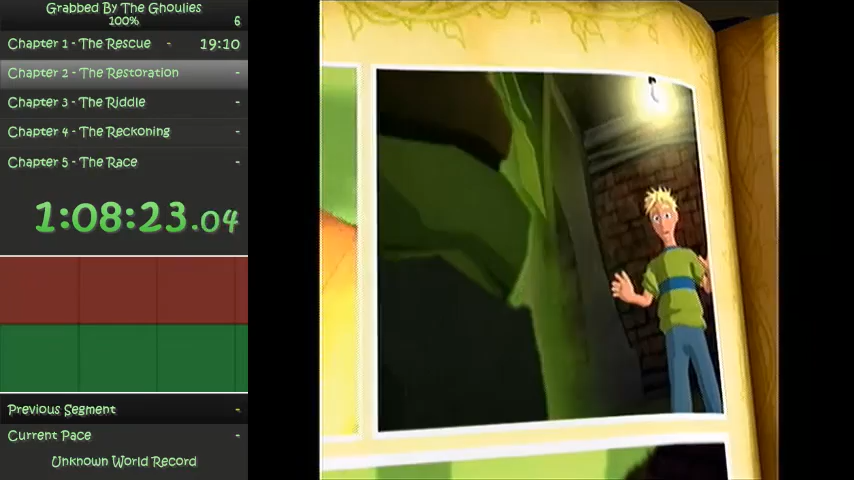 Grabbed By The Ghoulies
100% 6
Chapter 1 - The Rescue - 19:10
Chapter 2 - The Restoration -
Chapter 3 - The Riddle -
Chapter 4 - The Reckoning -
Chapter 5 - The Race -
1:08:23.04
Previous Segment -
Current Pace -
Unknown World Record